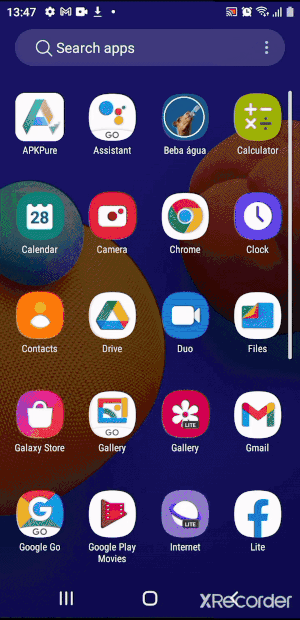 13:47
Search apps
GO
APKPure
Assistant
Beba água
Calculator
28
Calendar
Camera
Chrome
Clock
Contacts
Drive
Duo
Files
GO
LITE
Galaxy Store
Gallery
Gallery
Gmail
GO
LITE
Google Go
Google Play
Movies
Internet
Lite
XRecorder